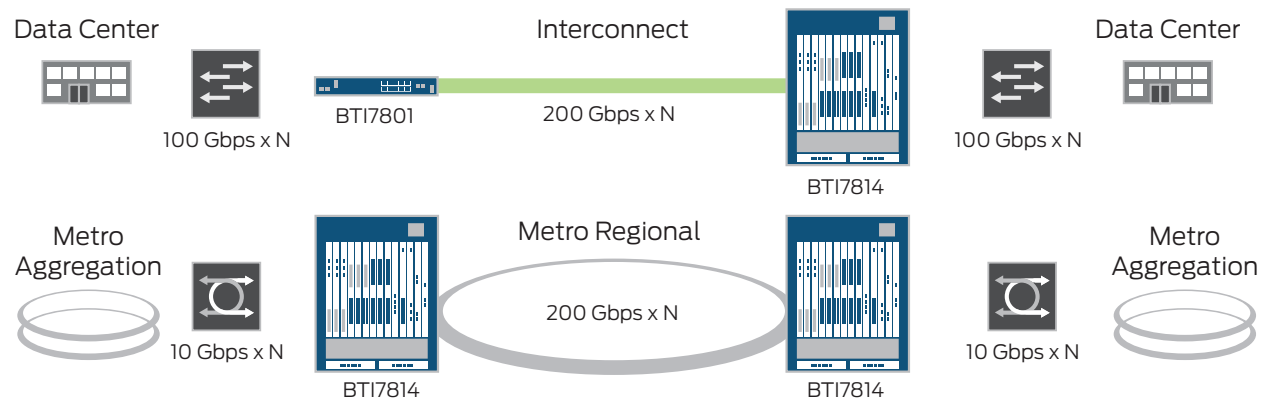 Data Center
Interconnect
Data Center
BTI7801
200 Gbps x N
100 Gbps x N
100 Gbps x N
BTI7814
Metro
Aggregation
Metro Regional
Metro
Aggregation
200 Gbps x N
10 Gbps x N
10 Gbps x N
BTI7814
BTI7814